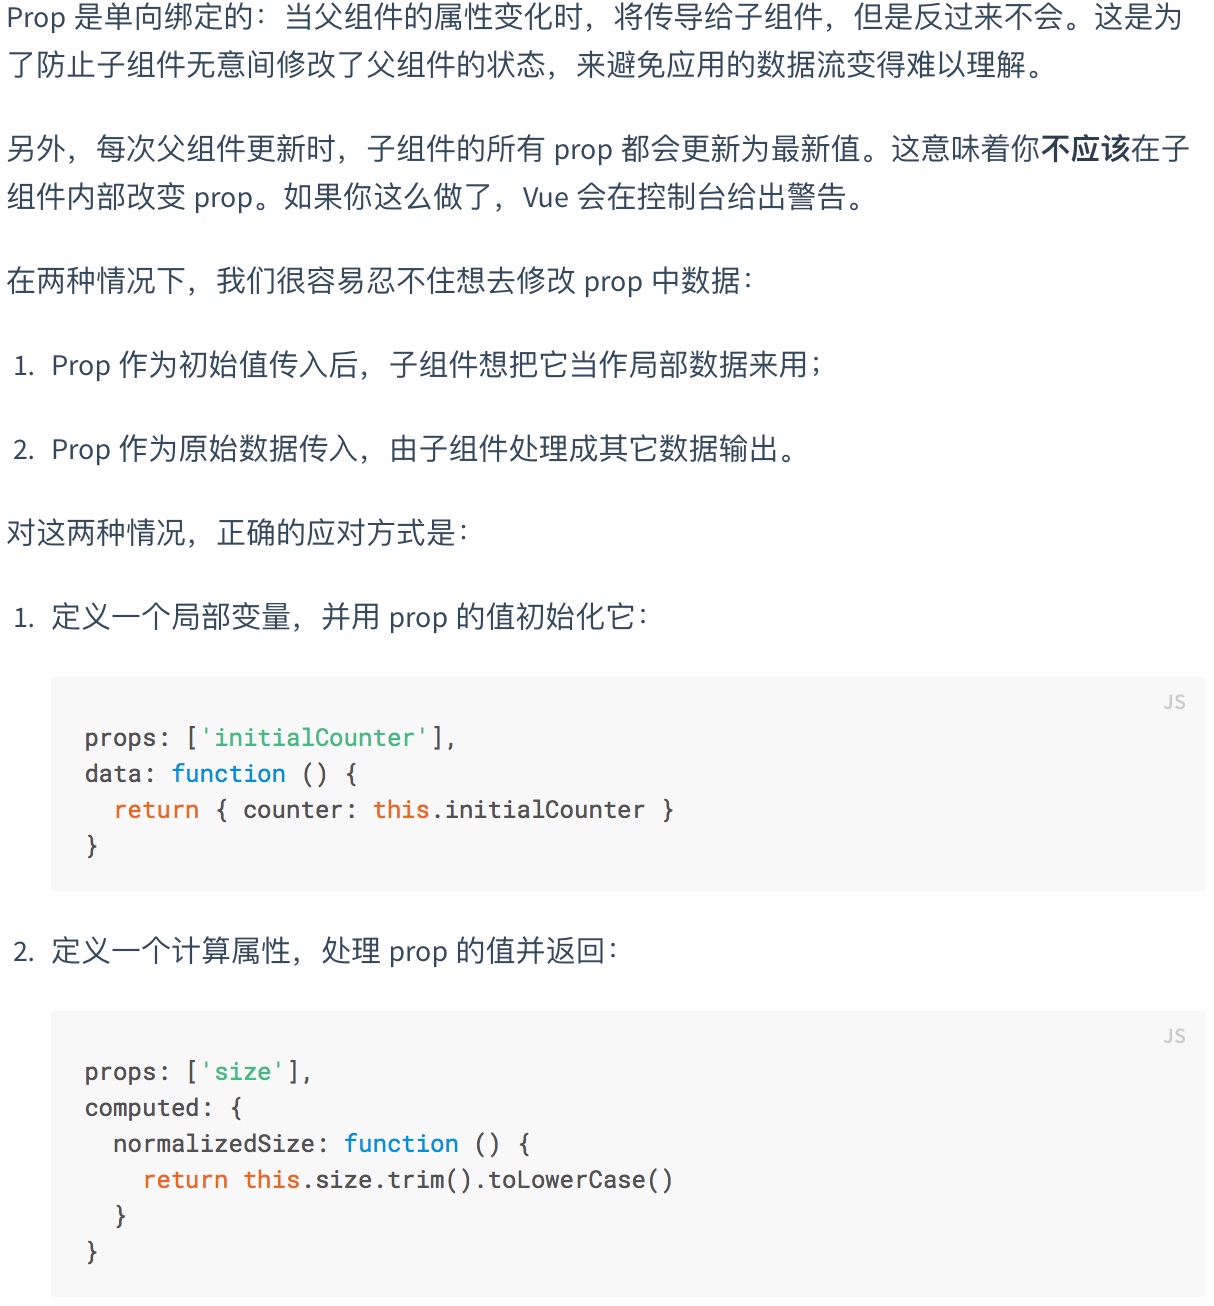 Prop 是单向绑定的：当父组件的属性变化时，将传导给子组件，但是反过来不会。这是为
了防止子组件无意间修改了父组件的状态，来避免应用的数据流变得难以理解。
另外，每次父组件更新时，子组件的所有 prop 都会更新为最新值。这意味着你不应该在子
组件内部改变 prop。如果你这么做了，Vue 会在控制台给出警告。
在两种情况下，我们很容易忍不住想去修改 prop 中数据：
1. Prop 作为初始值传入后，子组件想把它当作局部数据来用；
2. Prop 作为原始数据传入，由子组件处理成其它数据输出。
对这两种情况，正确的应对方式是：
1. 定义一个局部变量，并用 prop 的值初始化它：
JS
props: ['initialCounter'],
data: function () {
  return { counter: this.initialCounter }
}
2. 定义一个计算属性，处理 prop 的值并返回：
JS
props: ['size'],
computed: {
  normalizedSize: function () {
    return this.size.trim().toLowerCase()
  }
}